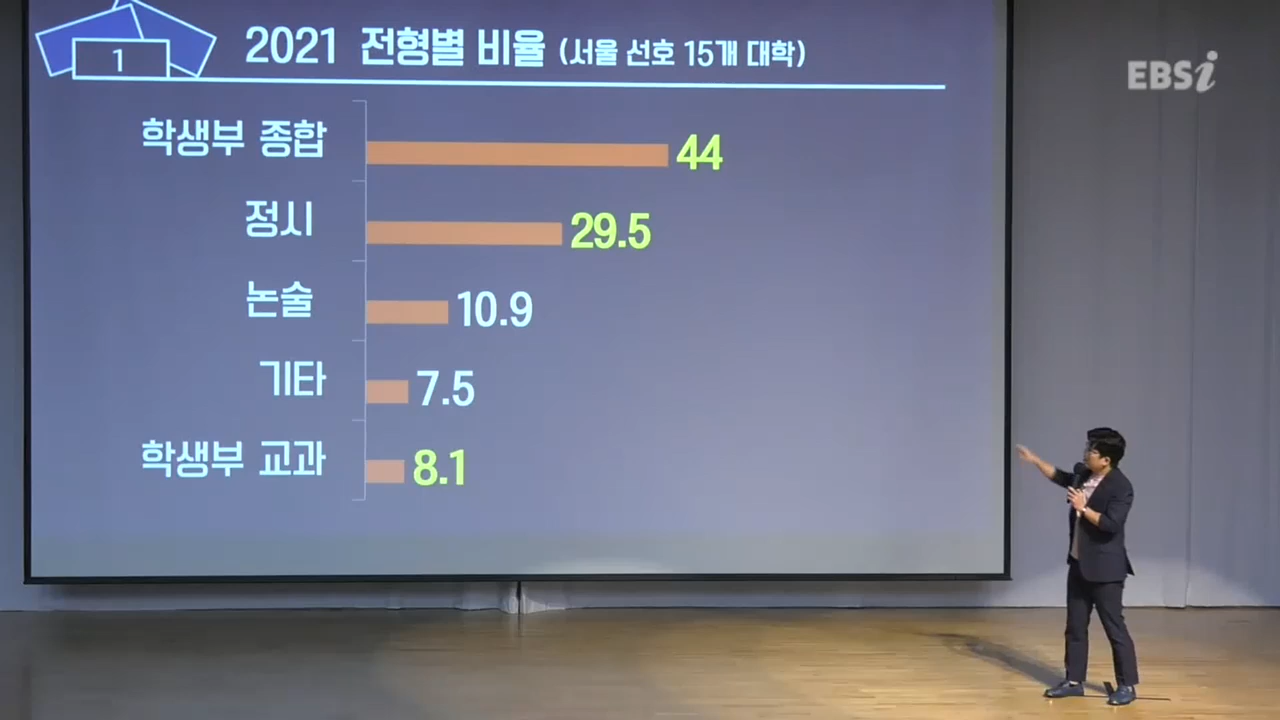 1
2021 전형별 비율 (서울 선호 15개 대학)
EBSi
학생부 종합 44
정시 29.5
논술 10.9
기타 7.5
학생부 교과 8.1